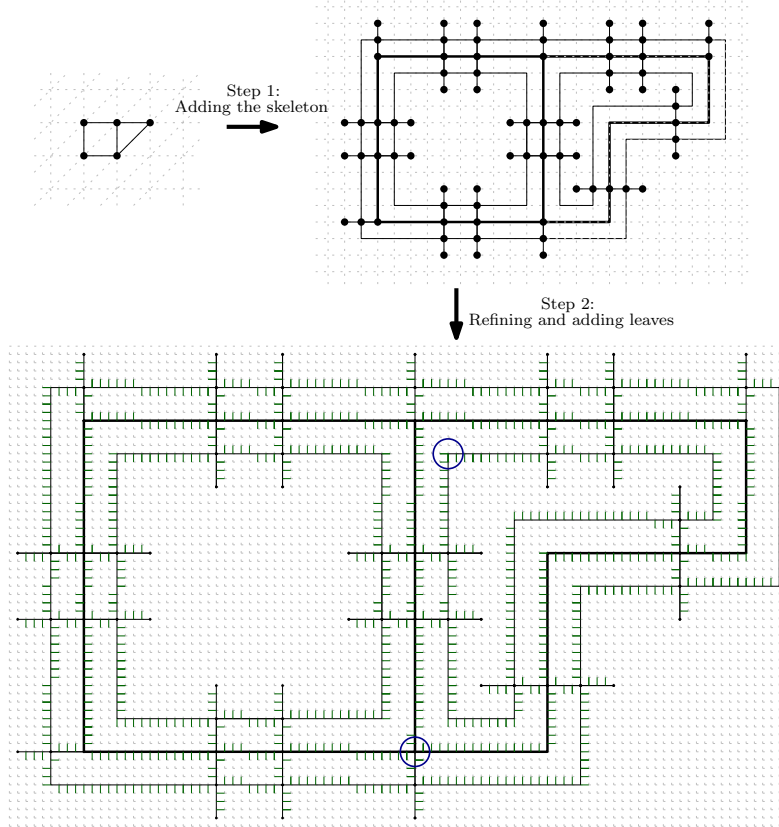 Step 1:
Adding the skeleton
Step 2:
Refining and adding leaves